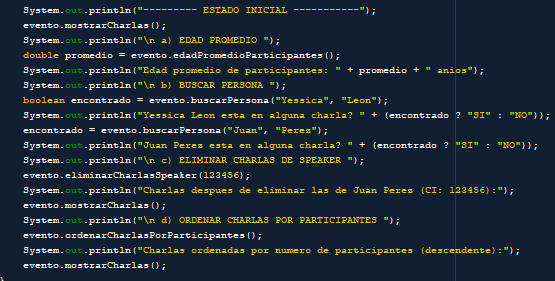 System.out.println("--------- ESTADO INICIAL -----------");
evento.mostrarCharlas();
System.out.println("\n a) EDAD PROMEDIO ");
double promedio = evento.edadPromedioParticipantes();
System.out.println("Edad promedio de participantes: " + promedio + " anios");
System.out.println("\n b) BUSCAR PERSONA ");
boolean encontrado = evento.buscarPersona("Yessica", "Leon");
System.out.println("Yessica Leon esta en alguna charla? " + (encontrado ? "SI" : "NO"));
encontrado = evento.buscarPersona("Juan", "Peres");
System.out.println("Juan Peres esta en alguna charla? " + (encontrado ? "SI" : "NO"));
System.out.println("\n c) ELIMINAR CHARLAS DE SPEAKER ");
evento.eliminarCharlasSpeaker(123456);
System.out.println("Charlas despues de eliminar las de Juan Perez (CI: 123456):");
evento.mostrarCharlas();
System.out.println("\n d) ORDENAR CHARLAS POR PARTICIPANTES ");
evento.ordenarCharlasPorParticipantes();
System.out.println("Charlas ordenadas por numero de participantes (descendente):");
evento.mostrarCharlas();